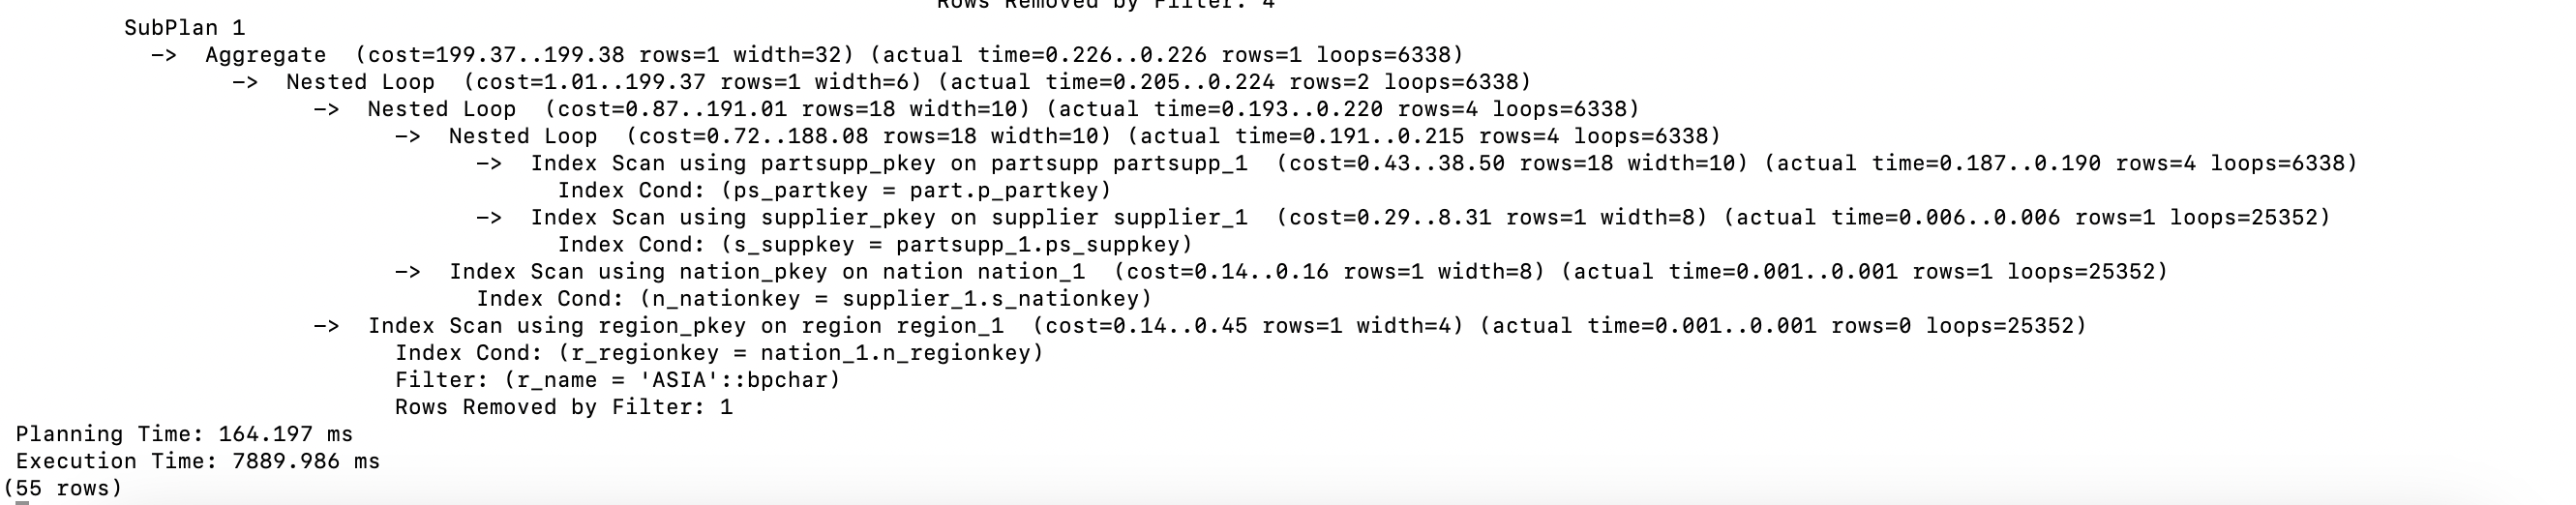 Rows Removed by Filter: 4
SubPlan 1
->  Aggregate  (cost=199.37..199.38 rows=1 width=32) (actual time=0.226..0.226 rows=1 loops=6338)
->  Nested Loop  (cost=1.01..199.37 rows=1 width=6) (actual time=0.205..0.224 rows=2 loops=6338)
->  Nested Loop  (cost=0.87..191.01 rows=18 width=10) (actual time=0.193..0.220 rows=4 loops=6338)
->  Nested Loop  (cost=0.72..188.08 rows=18 width=10) (actual time=0.191..0.215 rows=4 loops=6338)
->  Index Scan using partsupp_pkey on partsupp partsupp_1  (cost=0.43..38.50 rows=18 width=10) (actual time=0.187..0.190 rows=4 loops=6338)
Index Cond: (ps_partkey = part.p_partkey)
->  Index Scan using supplier_pkey on supplier supplier_1  (cost=0.29..8.31 rows=1 width=8) (actual time=0.006..0.006 rows=1 loops=25352)
Index Cond: (s_suppkey = partsupp_1.ps_suppkey)
->  Index Scan using nation_pkey on nation nation_1  (cost=0.14..0.16 rows=1 width=8) (actual time=0.001..0.001 rows=1 loops=25352)
Index Cond: (n_nationkey = supplier_1.s_nationkey)
->  Index Scan using region_pkey on region region_1  (cost=0.14..0.45 rows=1 width=4) (actual time=0.001..0.001 rows=0 loops=25352)
Index Cond: (r_regionkey = nation_1.n_regionkey)
Filter: (r_name = 'ASIA'::bpchar)
Rows Removed by Filter: 1
Planning Time: 164.197 ms
Execution Time: 7889.986 ms
(55 rows)